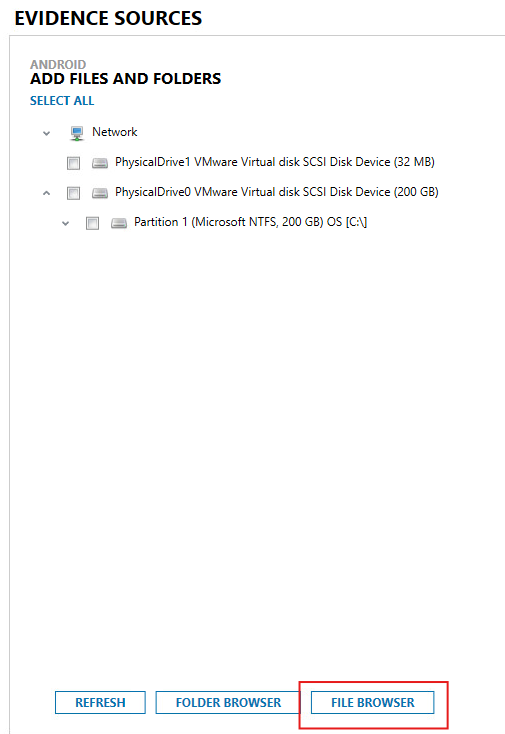 EVIDENCE SOURCES
ANDROID
ADD FILES AND FOLDERS
SELECT ALL
Network
PhysicalDrive1 VMware Virtual disk SCSI Disk Device (32 MB)
PhysicalDrive0 VMware Virtual disk SCSI Disk Device (200 GB)
Partition 1 (Microsoft NTFS, 200 GB) OS [C:\]
REFRESH FOLDER BROWSER FILE BROWSER